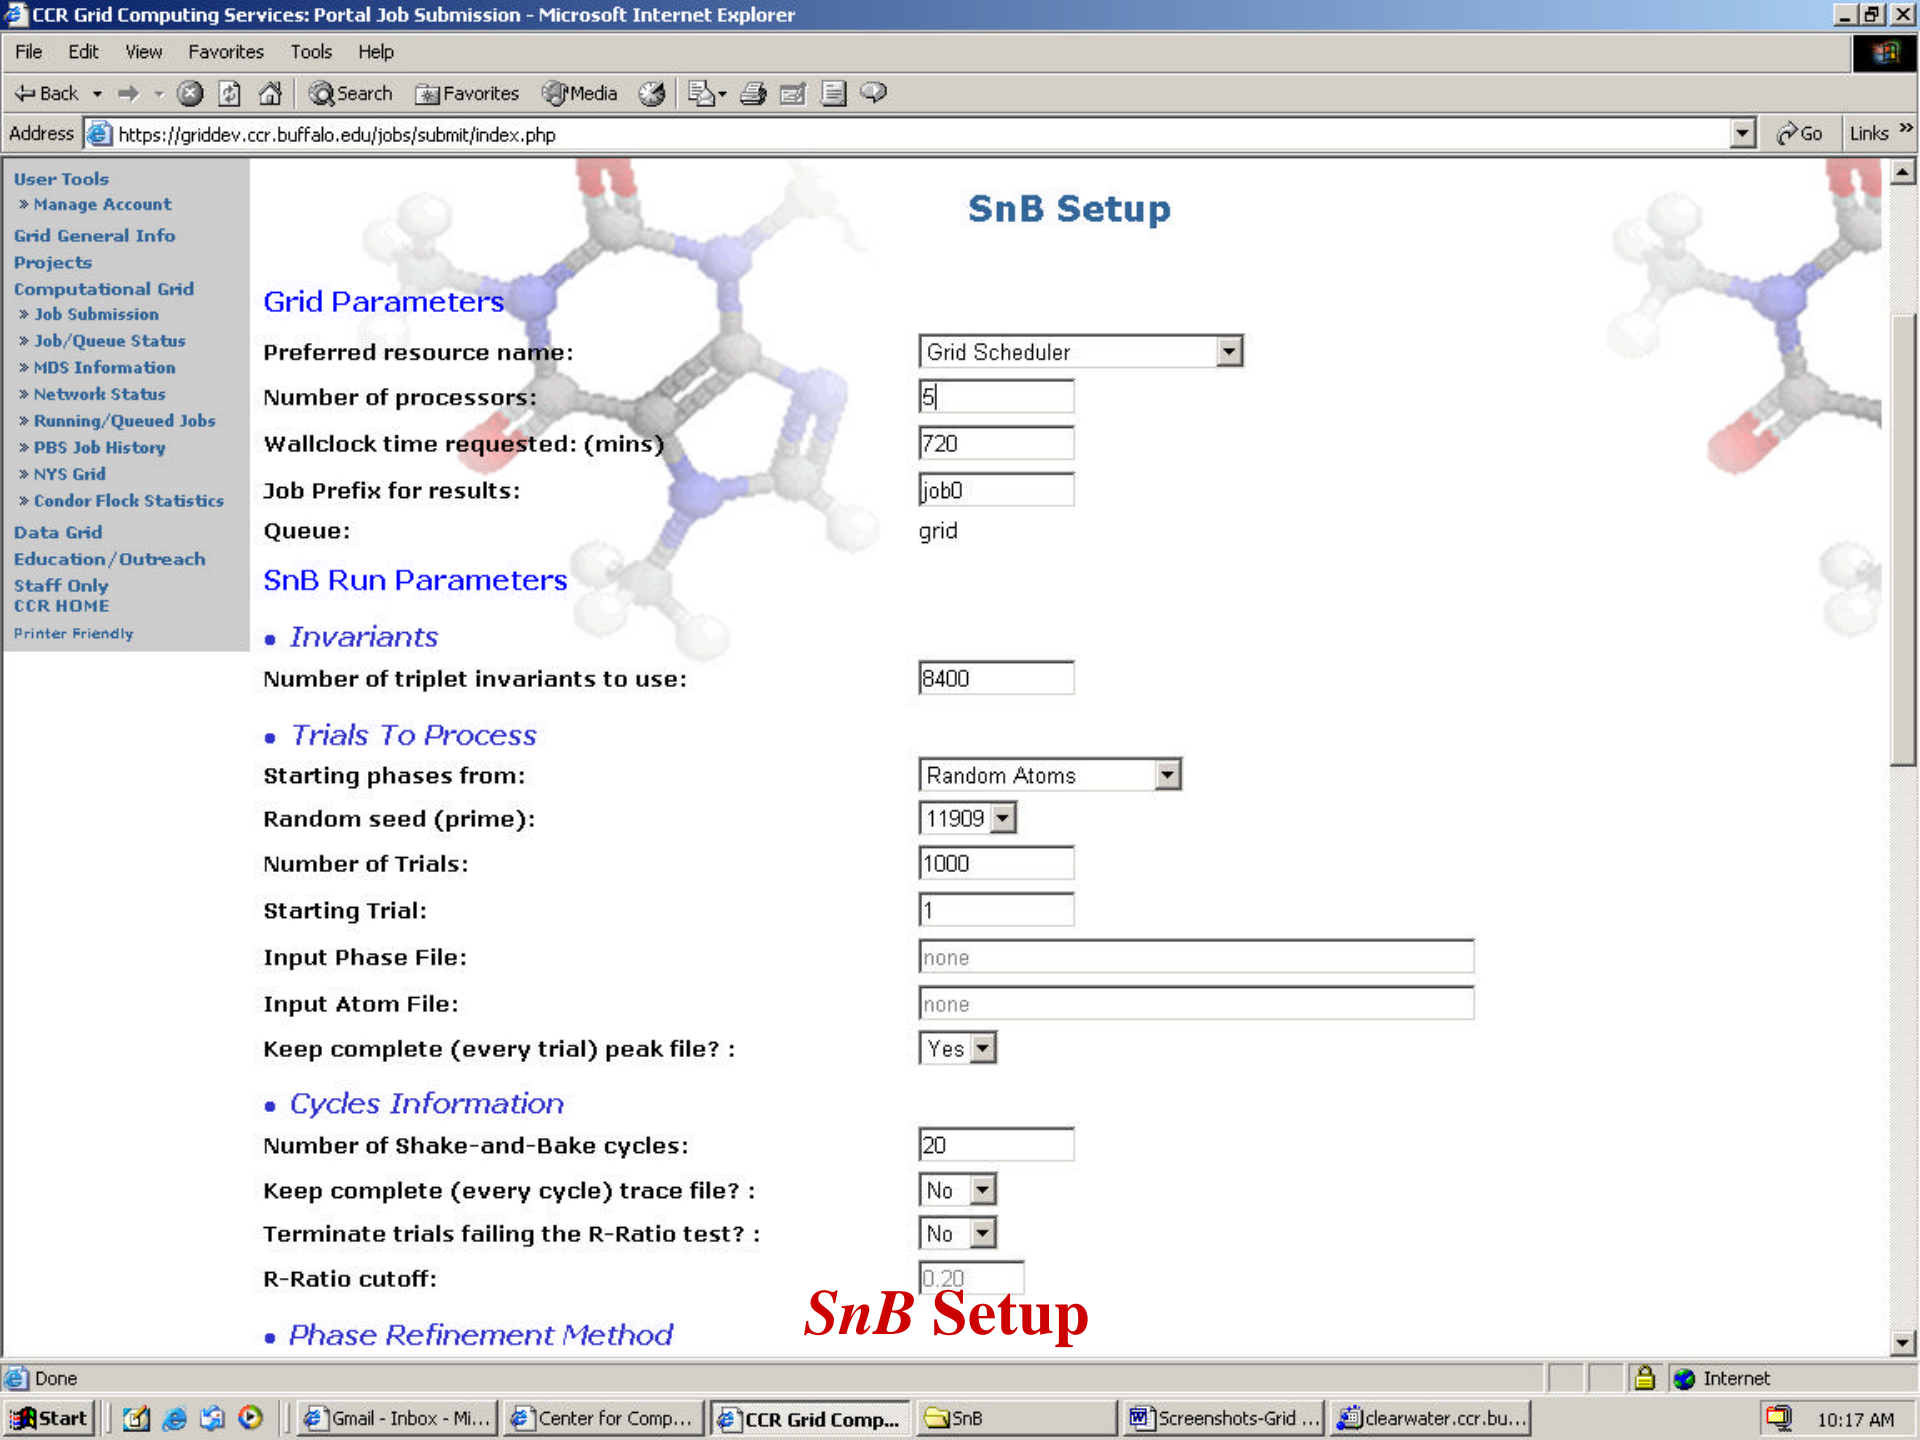 CCR Grid Computing Services: Portal Job Submission - Microsoft Internet Explorer
File Edit View Favorites Tools Help
Back Search Favorites Media
Address https://griddev.ccr.buffalo.edu/jobs/submit/index.php Go Links »
User Tools
» Manage Account
Grid General Info
Projects
Computational Grid
» Job Submission
» Job/Queue Status
» MDS Information
» Network Status
» Running/Queued Jobs
» PBS Job History
» NYS Grid
» Condor Flock Statistics
Data Grid
Education/Outreach
Staff Only
CCR HOME
Printer Friendly
SnB Setup
Grid Parameters
Preferred resource name: Grid Scheduler
Number of processors: 5
Wallclock time requested: (mins) 720
Job Prefix for results: job0
Queue: grid
SnB Run Parameters
• Invariants
Number of triplet invariants to use: 8400
• Trials To Process
Starting phases from: Random Atoms
Random seed (prime): 11909
Number of Trials: 1000
Starting Trial: 1
Input Phase File: none
Input Atom File: none
Keep complete (every trial) peak file? : Yes
• Cycles Information
Number of Shake-and-Bake cycles: 20
Keep complete (every cycle) trace file? : No
Terminate trials failing the R-Ratio test? : No
R-Ratio cutoff: 0.20
SnB Setup
• Phase Refinement Method
Done Internet
Start Gmail - Inbox - Mi... Center for Comp... CCR Grid Comp... SnB Screenshots-Grid ... clearwater.ccr.bu... 10:17 AM